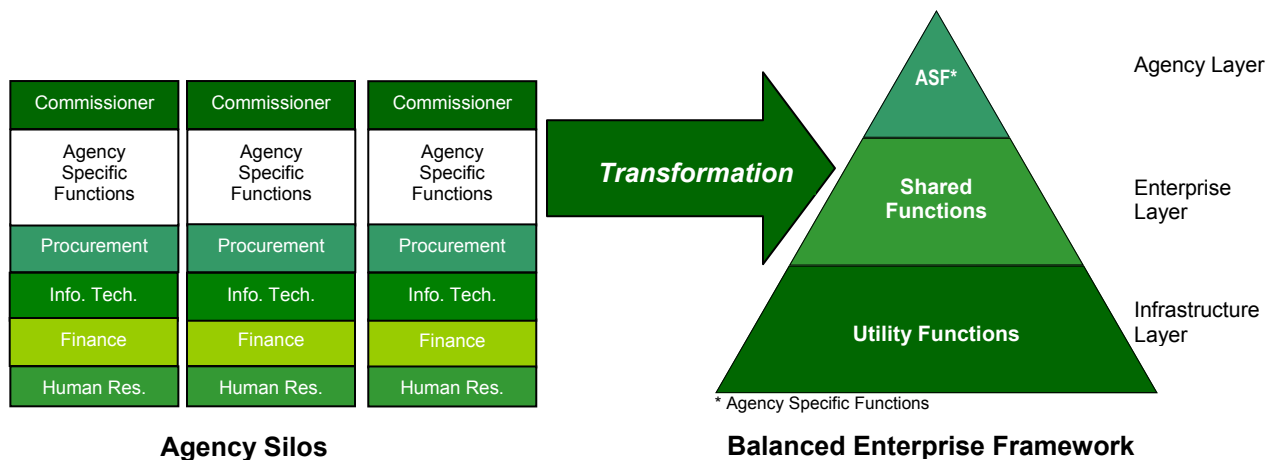 Commissioner
Agency
Specific
Functions
Procurement
Info. Tech.
Finance
Human Res.
Commissioner
Agency
Specific
Functions
Procurement
Info. Tech.
Finance
Human Res.
Commissioner
Agency
Specific
Functions
Procurement
Info. Tech.
Finance
Human Res.
Agency Silos
Transformation
ASF*
Agency Layer
Shared
Functions
Enterprise
Layer
Utility Functions
Infrastructure
Layer
* Agency Specific Functions
Balanced Enterprise Framework